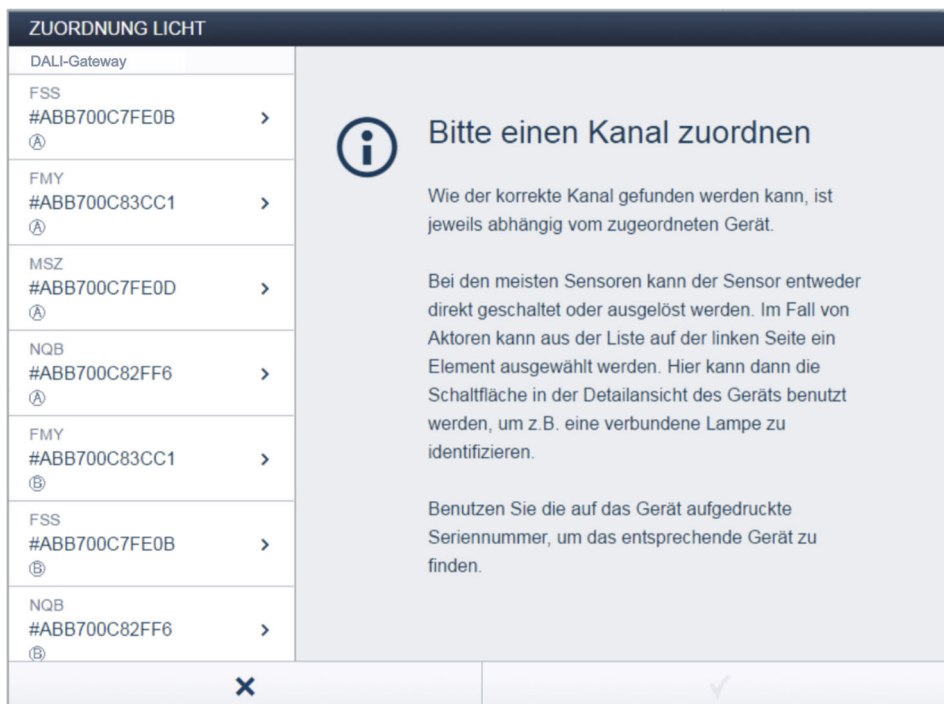 ZUORDNUNG LICHT
DALI-Gateway
FSS
#ABB700C7FE0B
Ⓐ
FMY
#ABB700C83CC1
Ⓐ
MSZ
#ABB700C7FE0D
Ⓐ
NQB
#ABB700C82FF6
Ⓐ
FMY
#ABB700C83CC1
Ⓑ
FSS
#ABB700C7FE0B
Ⓑ
NQB
#ABB700C82FF6
Ⓑ
Bitte einen Kanal zuordnen
Wie der korrekte Kanal gefunden werden kann, ist
jeweils abhängig vom zugeordneten Gerät.
Bei den meisten Sensoren kann der Sensor entweder
direkt geschaltet oder ausgelöst werden. Im Fall von
Aktoren kann aus der Liste auf der linken Seite ein
Element ausgewählt werden. Hier kann dann die
Schaltfläche in der Detailansicht des Geräts benutzt
werden, um z.B. eine verbundene Lampe zu
identifizieren.
Benutzen Sie die auf das Gerät aufgedruckte
Seriennummer, um das entsprechende Gerät zu
finden.